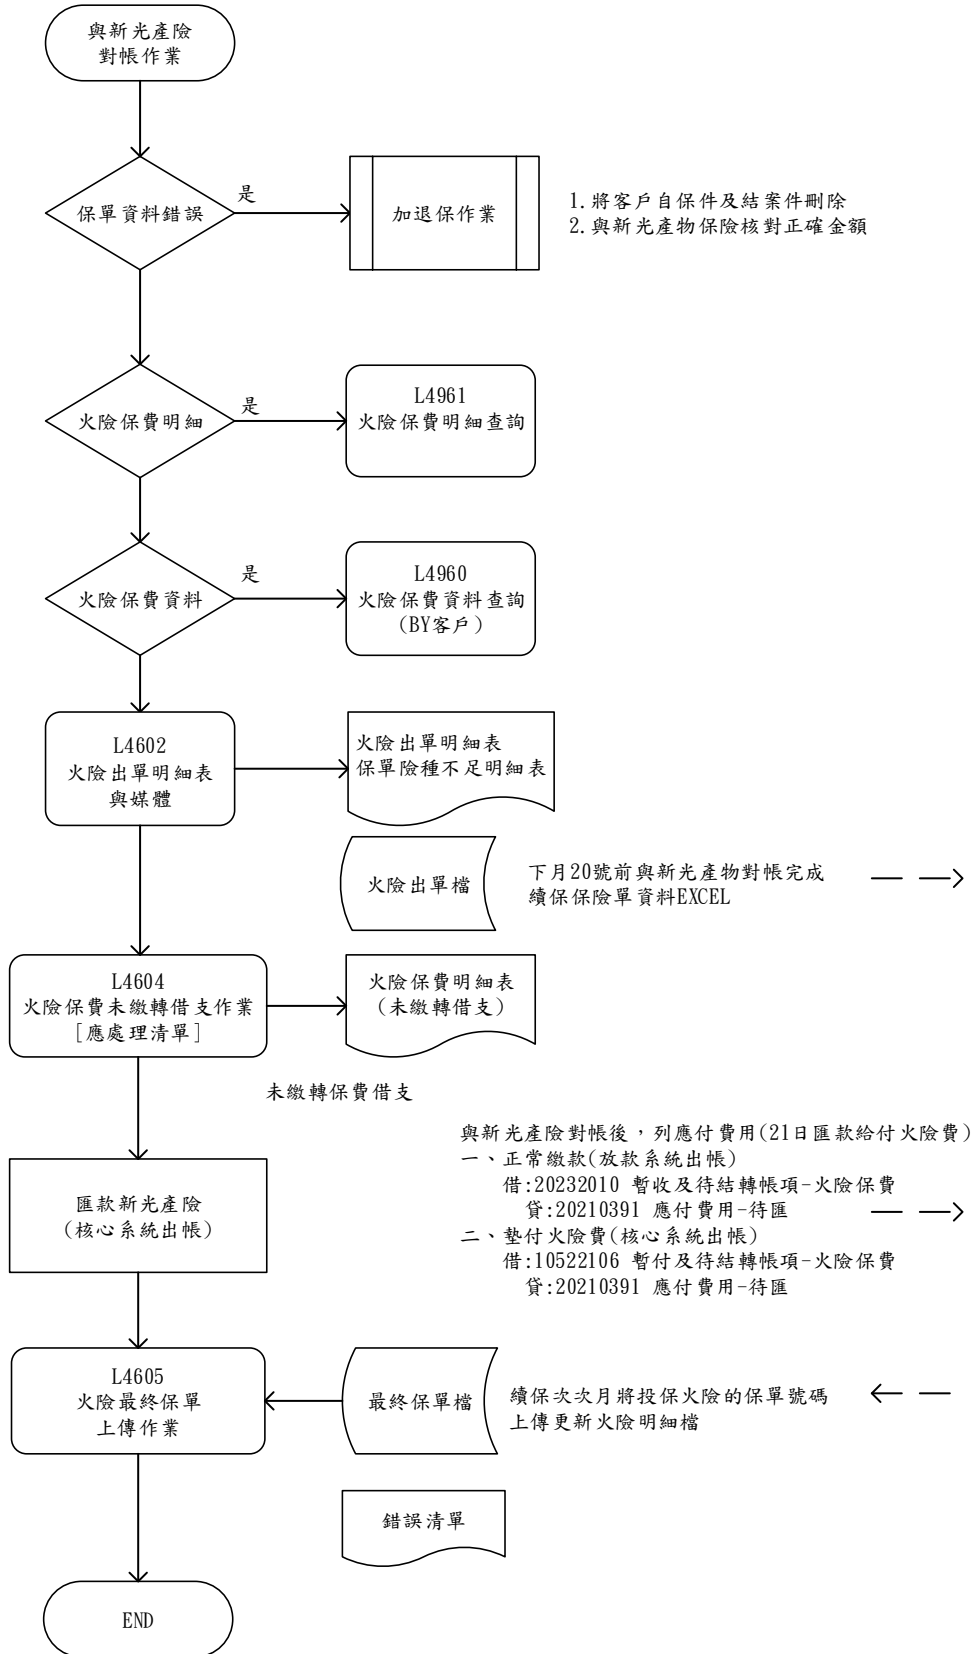 與新光產險
對帳作業
保單資料錯誤
是
加退保作業
1.將客戶自保件及結案件刪除
2.與新光產物保險核對正確金額
火險保費明細
是
L4961
火險保費明細查詢
火險保費資料
是
L4960
火險保費資料查詢
(BY客戶)
L4602
火險出單明細表
與媒體
火險出單明細表
保單險種不足明細表
火險出單檔
下月20號前與新光產物對帳完成
續保保險單資料EXCEL
L4604
火險保費未繳轉借支作業
[應處理清單]
火險保費明細表
(未繳轉借支)
未繳轉保費借支
匯款新光產險
(核心系統出帳)
與新光產險對帳後，列應付費用(21日匯款給付火險費)
一、正常繳款(放款系統出帳)
借:20232010 暫收及待結轉帳項-火險保費
貸:20210391 應付費用-待匯
二、墊付火險費(核心系統出帳)
借:10522106 暫付及待結轉帳項-火險保費
貸:20210391 應付費用-待匯
L4605
火險最終保單
上傳作業
最終保單檔
續保次次月將投保火險的保單號碼
上傳更新火險明細檔
錯誤清單
END